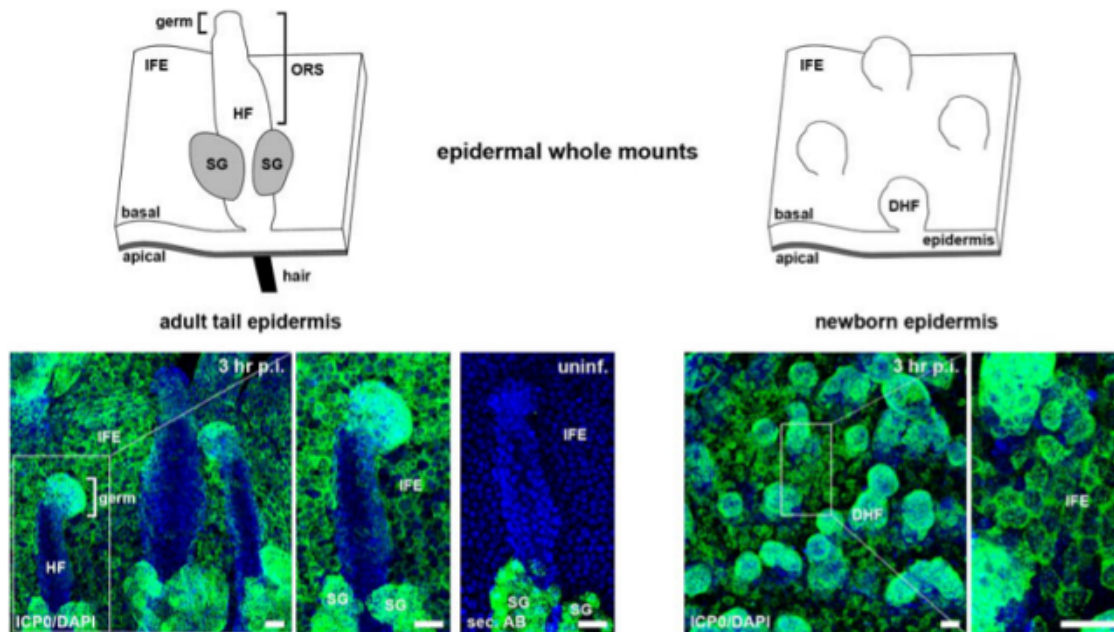 germ
IFE
ORS
HF
SG
SG
basal
apical
hair
epidermal whole mounts
IFE
DHF
basal
epidermis
apical
adult tail epidermis
newborn epidermis
3 hr p.i.
IFE
germ
HF
ICP0/DAPI
IFE
SG
SG
uninf.
IFE
SG
SG
sec. AB
3 hr p.i.
DHF
ICP0/DAPI
IFE